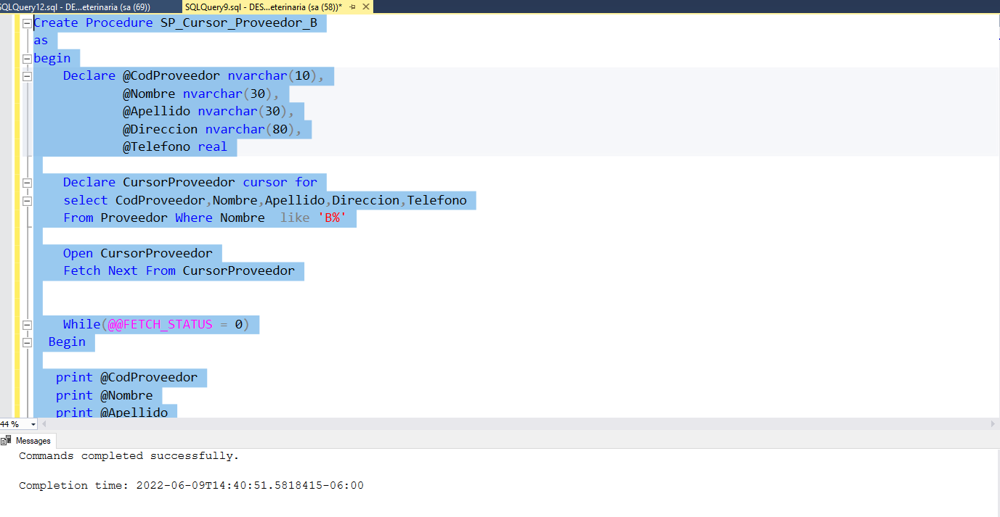 SQLQuery12.sql - DE...eterinaria (sa (69)) SQLQuery9.sql - DES...eterinaria (sa (58))*
Create Procedure SP_Cursor_Proveedor_B
as
begin
Declare @CodProveedor nvarchar(10),
@Nombre nvarchar(30),
@Apellido nvarchar(30),
@Direccion nvarchar(80),
@Telefono real
Declare CursorProveedor cursor for
select CodProveedor,Nombre,Apellido,Direccion,Telefono
From Proveedor Where Nombre  like 'B%'
Open CursorProveedor
Fetch Next From CursorProveedor
While(@@FETCH_STATUS = 0)
Begin
print @CodProveedor
print @Nombre
print @Apellido
44 %
Messages
Commands completed successfully.
Completion time: 2022-06-09T14:40:51.5818415-06:00